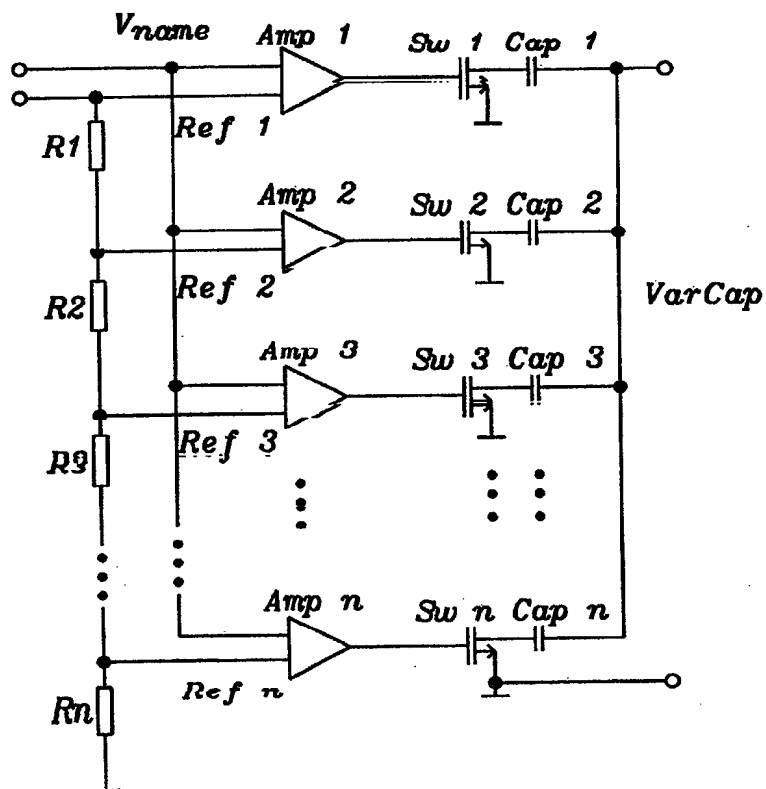 Vname
Amp 1
Sw 1
Cap 1
Ref 1
R1
Amp 2
Sw 2
Cap 2
Ref 2
R2
VarCap
Amp 3
Sw 3
Cap 3
Ref 3
R3
Amp n
Sw n
Cap n
Ref n
Rn